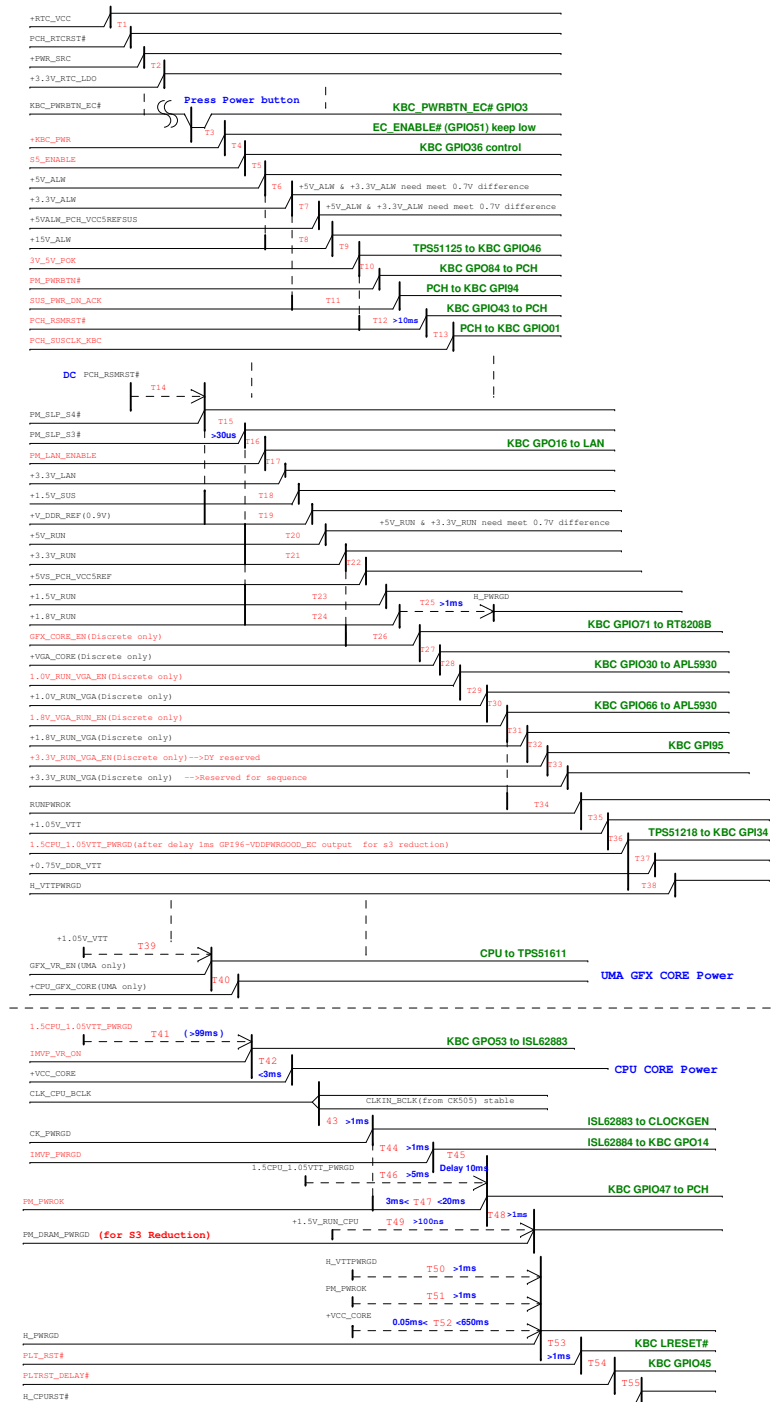 +RTC_VCC
T1
PCH_RTCRST#
+PWR_SRC
T2
+3.3V_RTC_LDO
Press Power button
KBC_PWRBTN_EC#
KBC_PWRBTN_EC# GPIO3
T3
EC_ENABLE# (GPIO51) keep low
+KBC_PWR
T4
KBC GPIO36 control
S5_ENABLE
T5
+5V_ALW
T6
+5V_ALW & +3.3V_ALW need meet 0.7V difference
+3.3V_ALW
T7
+5V_ALW & +3.3V_ALW need meet 0.7V difference
+5VALW_PCH_VCC5REFSUS
+15V_ALW
T8
T9
TPS51125 to KBC GPIO46
3V_5V_POK
T10
KBC GPO84 to PCH
PM_PWRBTN#
PCH to KBC GPI94
SUS_PWR_DN_ACK
T11
KBC GPIO43 to PCH
PCH_RSMRST#
T12 >10ms
PCH to KBC GPIO01
T13
PCH_SUSCLK_KBC
DC PCH_RSMRST#
T14
PM_SLP_S4#
T15
PM_SLP_S3#
>30us
T16
KBC GPO16 to LAN
PM_LAN_ENABLE
T17
+3.3V_LAN
+1.5V_SUS
T18
+V_DDR_REF(0.9V)
T19
+5V_RUN & +3.3V_RUN need meet 0.7V difference
+5V_RUN
T20
+3.3V_RUN
T21
T22
+5VS_PCH_VCC5REF
+1.5V_RUN
T23
T25 >1ms
H_PWRGD
+1.8V_RUN
T24
KBC GPIO71 to RT8208B
GFX_CORE_EN(Discrete only)
T26
+VGA_CORE(Discrete only)
T27
T28
KBC GPIO30 to APL5930
1.0V_RUN_VGA_EN(Discrete only)
T29
+1.0V_RUN_VGA(Discrete only)
T30
KBC GPIO66 to APL5930
1.8V_VGA_RUN_EN(Discrete only)
T31
+1.8V_RUN_VGA(Discrete only)
T32
KBC GPI95
+3.3V_RUN_VGA_EN(Discrete only)-->DY reserved
T33
+3.3V_RUN_VGA(Discrete only) -->Reserved for sequence
RUNPWROK
T34
+1.05V_VTT
T35
TPS51218 to KBC GPI34
T36
1.5CPU_1.05VTT_PWRGD(after delay 1ms GPI96-VDDPWRGOOD_EC output for s3 reduction)
+0.75V_DDR_VTT
T37
H_VTTPWRGD
T38
+1.05V_VTT
T39
CPU to TPS51611
GFX_VR_EN(UMA only)
UMA GFX CORE Power
T40
+CPU_GFX_CORE(UMA only)
1.5CPU_1.05VTT_PWRGD
T41 (>99ms)
KBC GPO53 to ISL62883
IMVP_VR_ON
T42
CPU CORE Power
+VCC_CORE
<3ms
CLK_CPU_BCLK
CLKIN_BCLK(from CK505) stable
43 >1ms
ISL62883 to CLOCKGEN
CK_PWRGD
ISL62884 to KBC GPO14
T44 >1ms
T45
IMVP_PWRGD
1.5CPU_1.05VTT_PWRGD
Delay 10ms
T46 >5ms
KBC GPIO47 to PCH
PM_PWROK
3ms< T47 <20ms
T48 >1ms
+1.5V_RUN_CPU
T49 >100ns
PM_DRAM_PWRGD (for S3 Reduction)
H_VTTPWRGD
T50 >1ms
PM_PWROK
T51 >1ms
+VCC_CORE
0.05ms< T52 <650ms
H_PWRGD
T53
KBC LRESET#
PLT_RST#
>1ms
T54
KBC GPIO45
PLTRST_DELAY#
T55
H_CPURST#